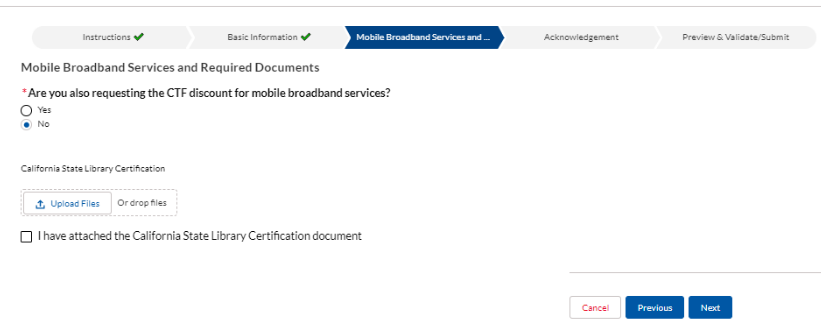 Instructions
Basic Information
Mobile Broadband Services and ...
Acknowledgement
Preview & Validate/Submit
Mobile Broadband Services and Required Documents
* Are you also requesting the CTF discount for mobile broadband services?
Yes
No
California State Library Certification
Upload Files
Or drop files
I have attached the California State Library Certification document
Cancel
Previous
Next